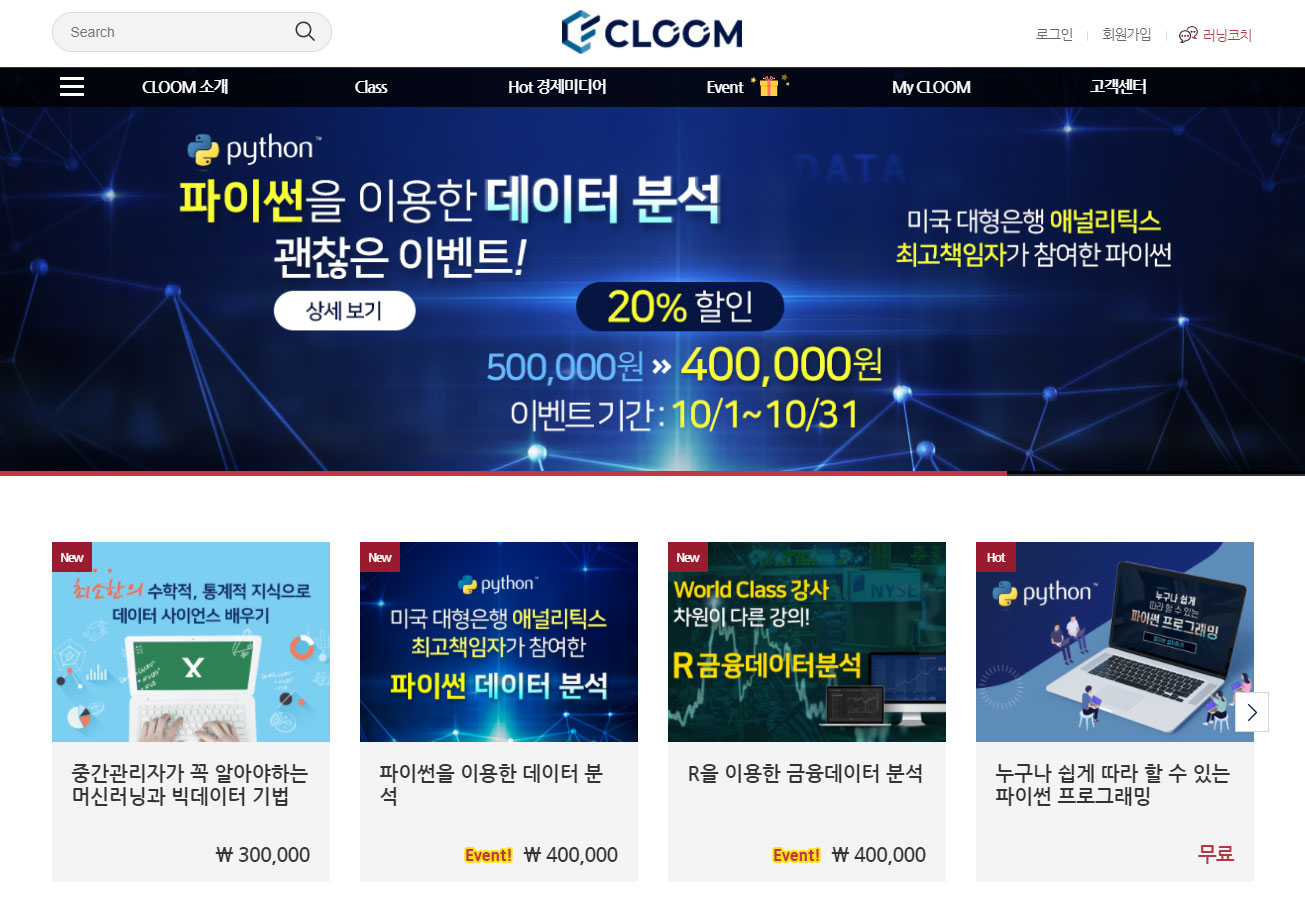 Search
CLOOM
로그인
회원가입
러닝코치
CLOOM 소개
Class
Hot 경제미디어
Event
My CLOOM
고객센터
python™
파이썬을 이용한 데이터 분석
괜찮은 이벤트!
상세 보기
DATA
미국 대형은행 애널리틱스
최고책임자가 참여한 파이썬
20% 할인
500,000원 » 400,000원
이벤트 기간 : 10/1~10/31
New
최소한의 수학적, 통계적 지식으로
데이터 사이언스 배우기
X
중간관리자가 꼭 알아야하는
머신러닝과 빅데이터 기법
₩ 300,000
New
python™
미국 대형은행 애널리틱스
최고책임자가 참여한
파이썬 데이터 분석
파이썬을 이용한 데이터 분
석
Event! ₩ 400,000
New
NYSE
World Class 강사
차원이 다른 강의!
R 금융데이터분석
R을 이용한 금융데이터 분석
Event! ₩ 400,000
Hot
python™
누구나 쉽게
따라 할 수 있는
파이썬 프로그래밍
누구나 쉽게 따라 할 수 있는
파이썬 프로그래밍
무료